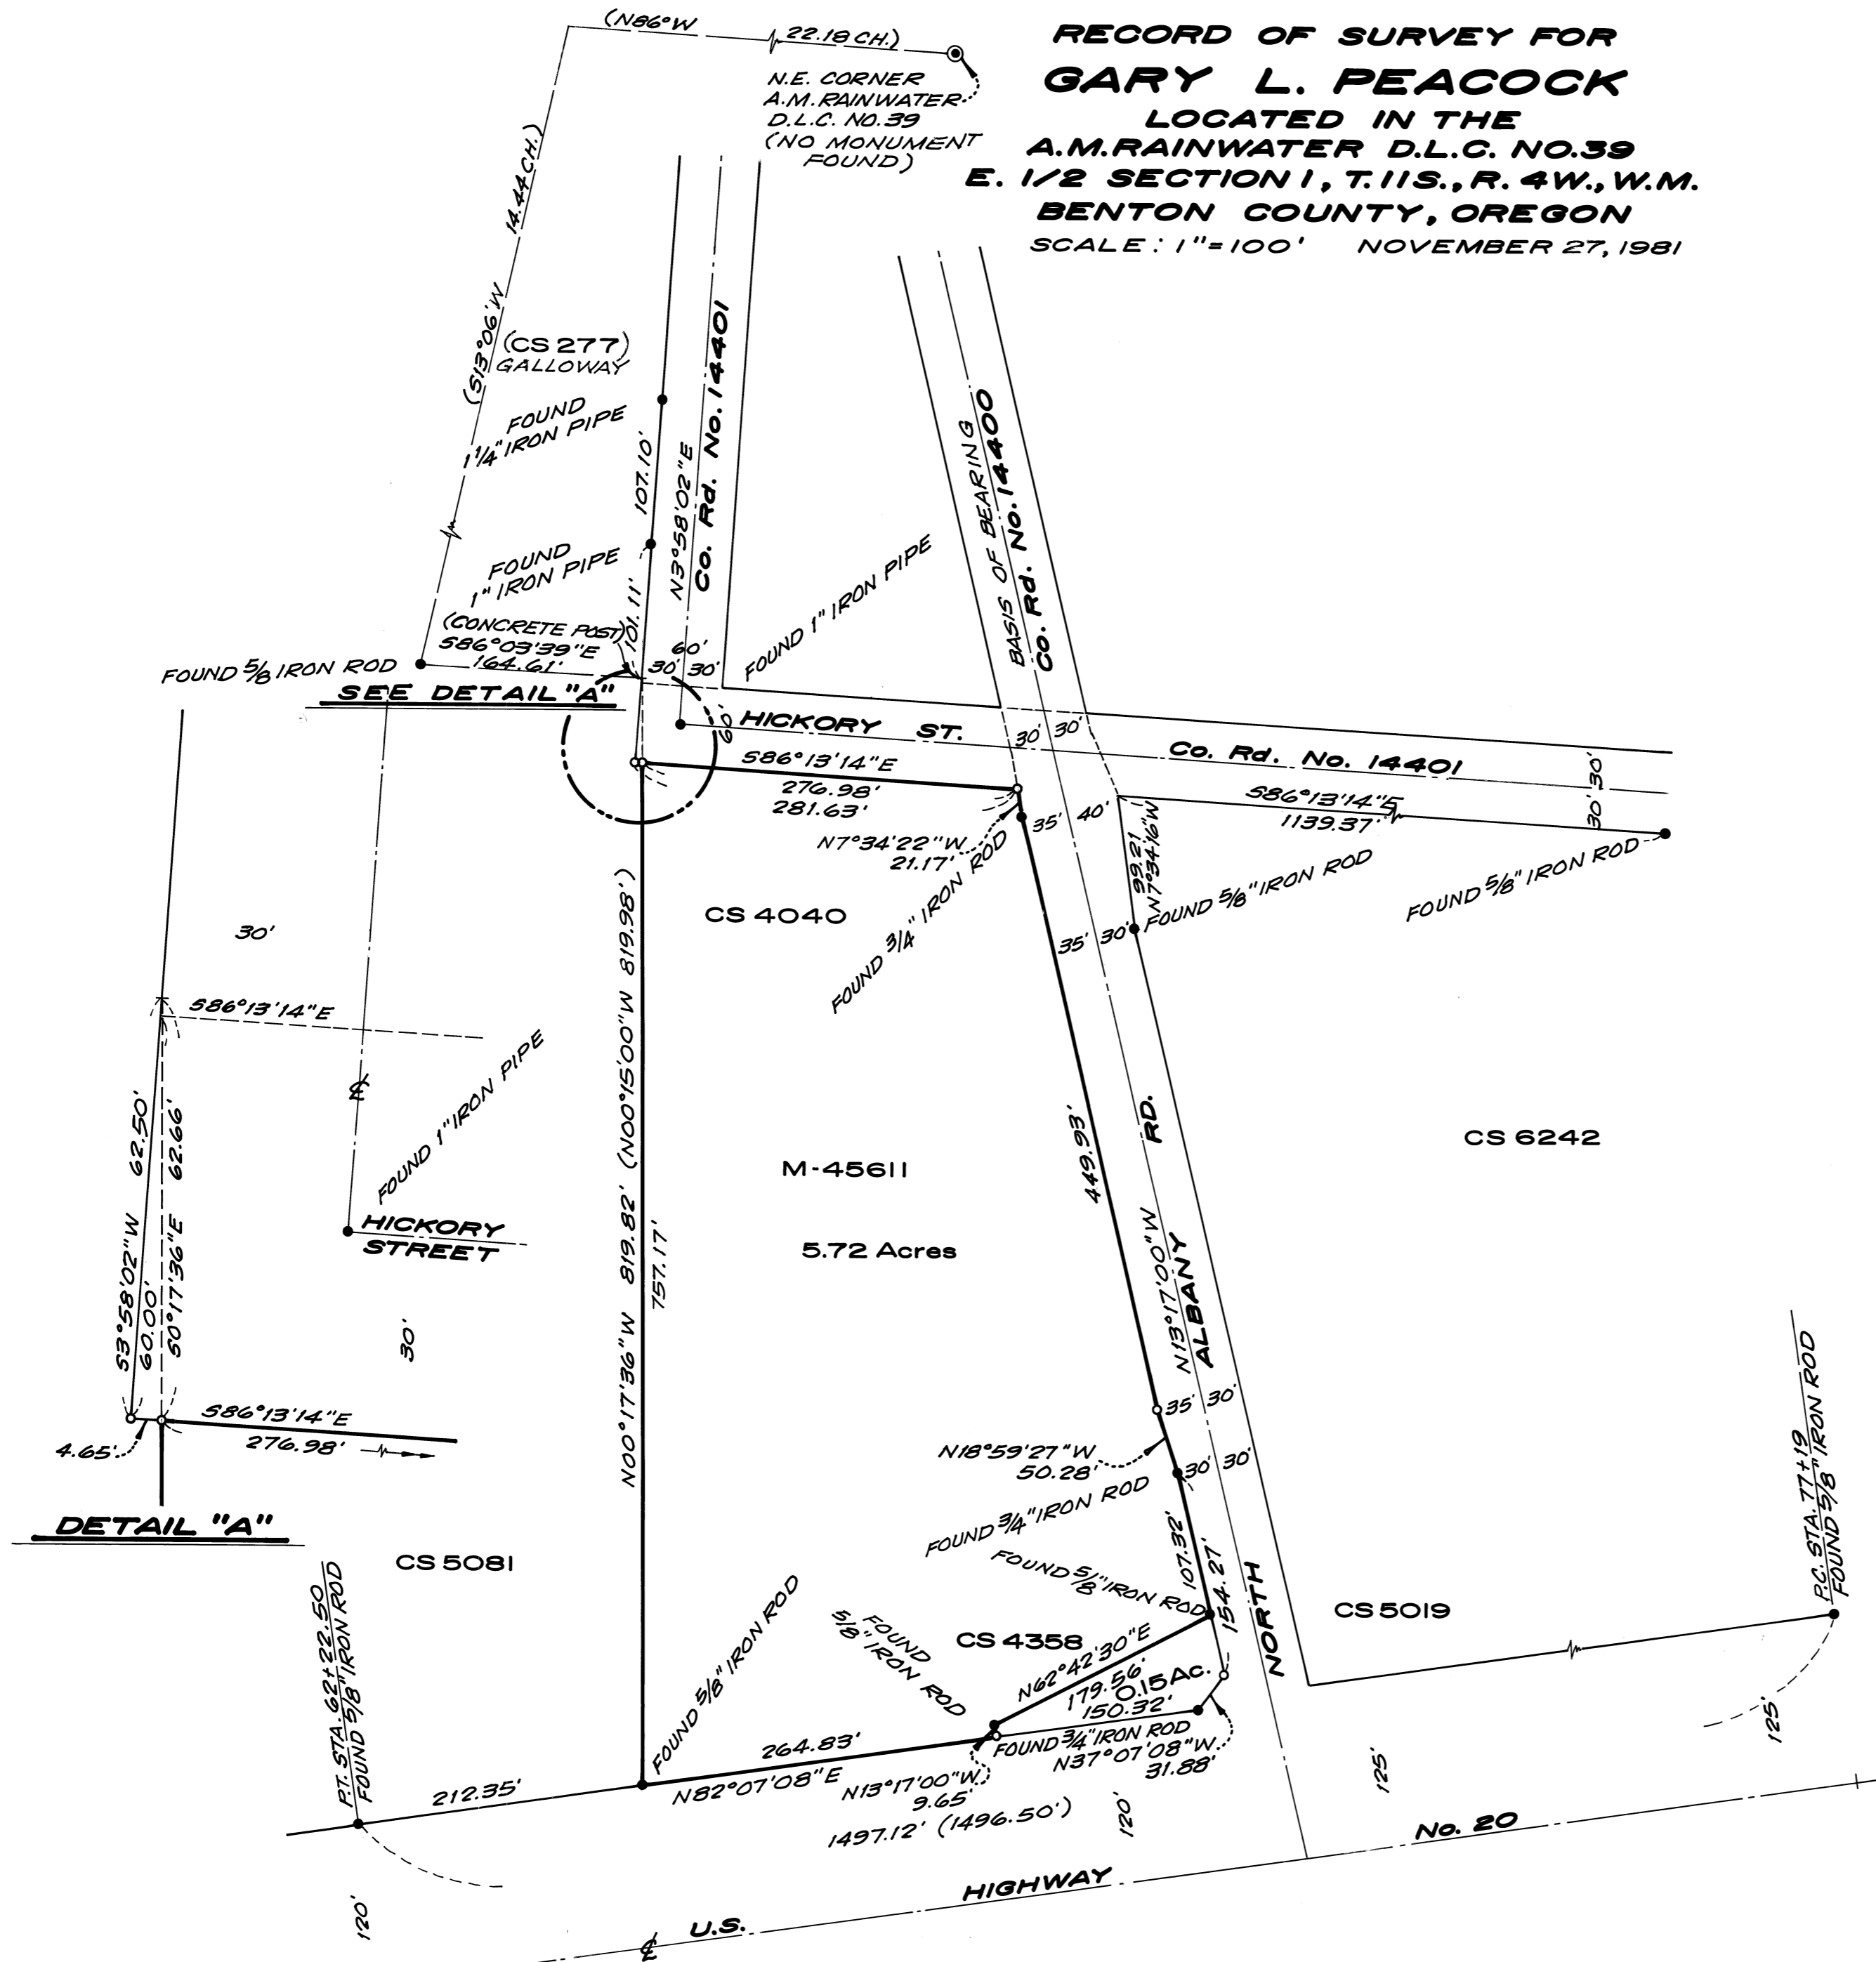 RECORD OF SURVEY FOR
GARY L. PEACOCK
LOCATED IN THE
A.M.RAINWATER D.L.C. NO.39
E. 1/2 SECTION 1, T.11S., R. 4W., W.M.
BENTON COUNTY, OREGON
SCALE: 1"=100' NOVEMBER 27, 1981
(N86°W 22.18 CH.)
N.E. CORNER
A.M. RAINWATER
D.L.C. NO.39
(NO MONUMENT
FOUND)
(S13°06'W 14.44 CH.)
(CS 277)
GALLOWAY
FOUND
1 1/4" IRON PIPE
107.10'
N3°58'02"E
Co. Rd. No. 14401
FOUND
1" IRON PIPE
101.11'
(CONCRETE POST)
S86°03'39"E
164.61'
FOUND 5/8 IRON ROD
SEE DETAIL "A"
60'
30' 30'
FOUND 1" IRON PIPE
BASIS OF BEARING
Co. Rd. No. 14400
60'
HICKORY ST.
30' 30'
Co. Rd. No. 14401
30' 30'
S86°13'14"E
276.98'
281.63'
S86°13'14"E
1139.37'
35' 40'
N7°34'22"W
21.17'
FOUND 3/4" IRON ROD
99.21
N7°34'16"W
FOUND 5/8" IRON ROD
FOUND 5/8" IRON ROD
35' 30'
CS 4040
N00°17'36"W 819.82' (N00°15'00"W 819.98')
757.17'
M-45611
5.72 Acres
449.93'
N13°17'00"W
NORTH ALBANY RD.
CS 6242
30'
S86°13'14"E
℄
FOUND 1" IRON PIPE
HICKORY
STREET
S3°58'02"W 62.50'
60.00'
S0°17'36"E 62.66'
30'
S86°13'14"E
276.98'
4.65'
DETAIL "A"
35' 30'
N18°59'27"W
50.28'
30' 30'
FOUND 3/4" IRON ROD
107.32'
154.27'
FOUND 5/8" IRON ROD
CS 5081
CS 5019
CS 4358
P.T. STA. 62+22.50
FOUND 5/8" IRON ROD
FOUND 5/8" IRON ROD
FOUND
5/8" IRON ROD
N62°42'30"E
179.56'
0.15 Ac.
150.32'
FOUND 3/4" IRON ROD
N37°07'08"W
31.88'
P.C. STA. 77+19
FOUND 5/8" IRON ROD
212.35'
264.83'
N82°07'08"E
N13°17'00"W
9.65'
1497.12' (1496.50')
120'
120'
125'
125'
℄ U.S. HIGHWAY No. 20